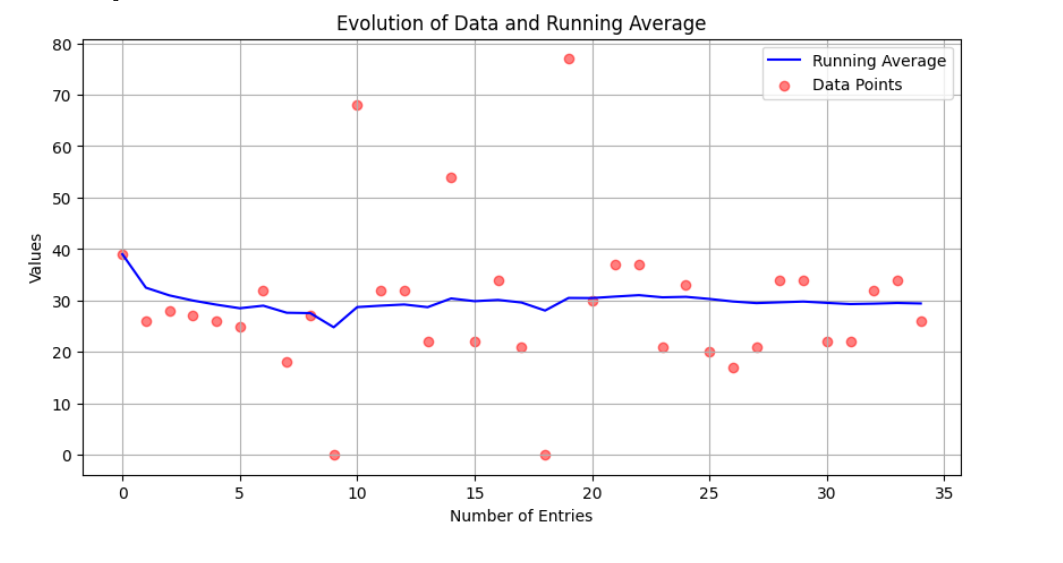 Evolution of Data and Running Average
80
70
60
50
40
30
20
10
0
Values
Running Average
Data Points
0 5 10 15 20 25 30 35
Number of Entries